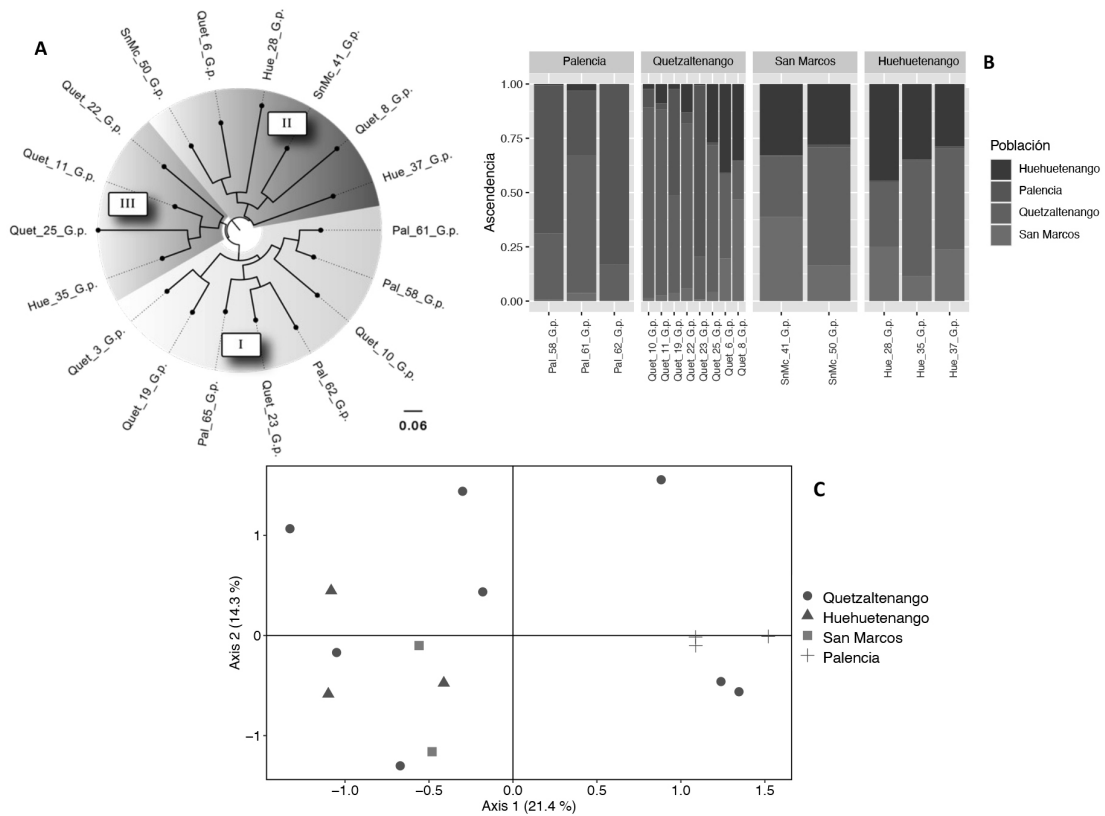 A
Quet_6_G.p.
Hue_28_G.p.
SnMc_50_G.p.
SnMc_41_G.p.
Quet_22_G.p.
Quet_8_G.p.
II
Quet_11_G.p.
Hue_37_G.p.
III
Quet_25_G.p.
Pal_61_G.p.
Hue_35_G.p.
Pal_58_G.p.
Quet_3_G.p.
Quet_10_G.p.
I
Quet_19_G.p.
Pal_62_G.p.
Pal_65_G.p.
Quet_23_G.p.
0.06
B
Palencia
Quetzaltenango
San Marcos
Huehuetenango
Ascendencia
1.00
0.75
0.50
0.25
0.00
Pal_58_G.p.
Pal_61_G.p.
Pal_62_G.p.
Quet_10_G.p.
Quet_11_G.p.
Quet_19_G.p.
Quet_22_G.p.
Quet_23_G.p.
Quet_25_G.p.
Quet_6_G.p.
Quet_8_G.p.
SnMc_41_G.p.
SnMc_50_G.p.
Hue_28_G.p.
Hue_35_G.p.
Hue_37_G.p.
Población
Huehuetenango
Palencia
Quetzaltenango
San Marcos
C
Axis 2 (14.3 %)
1
0
−1
−1.0
−0.5
0.0
0.5
1.0
1.5
Axis 1 (21.4 %)
Quetzaltenango
Huehuetenango
San Marcos
Palencia